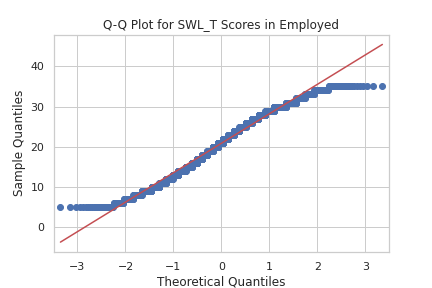 Q-Q Plot for SWL_T Scores in Employed
Sample Quantiles
40
30
20
10
0
−3 −2 −1 0 1 2 3
Theoretical Quantiles